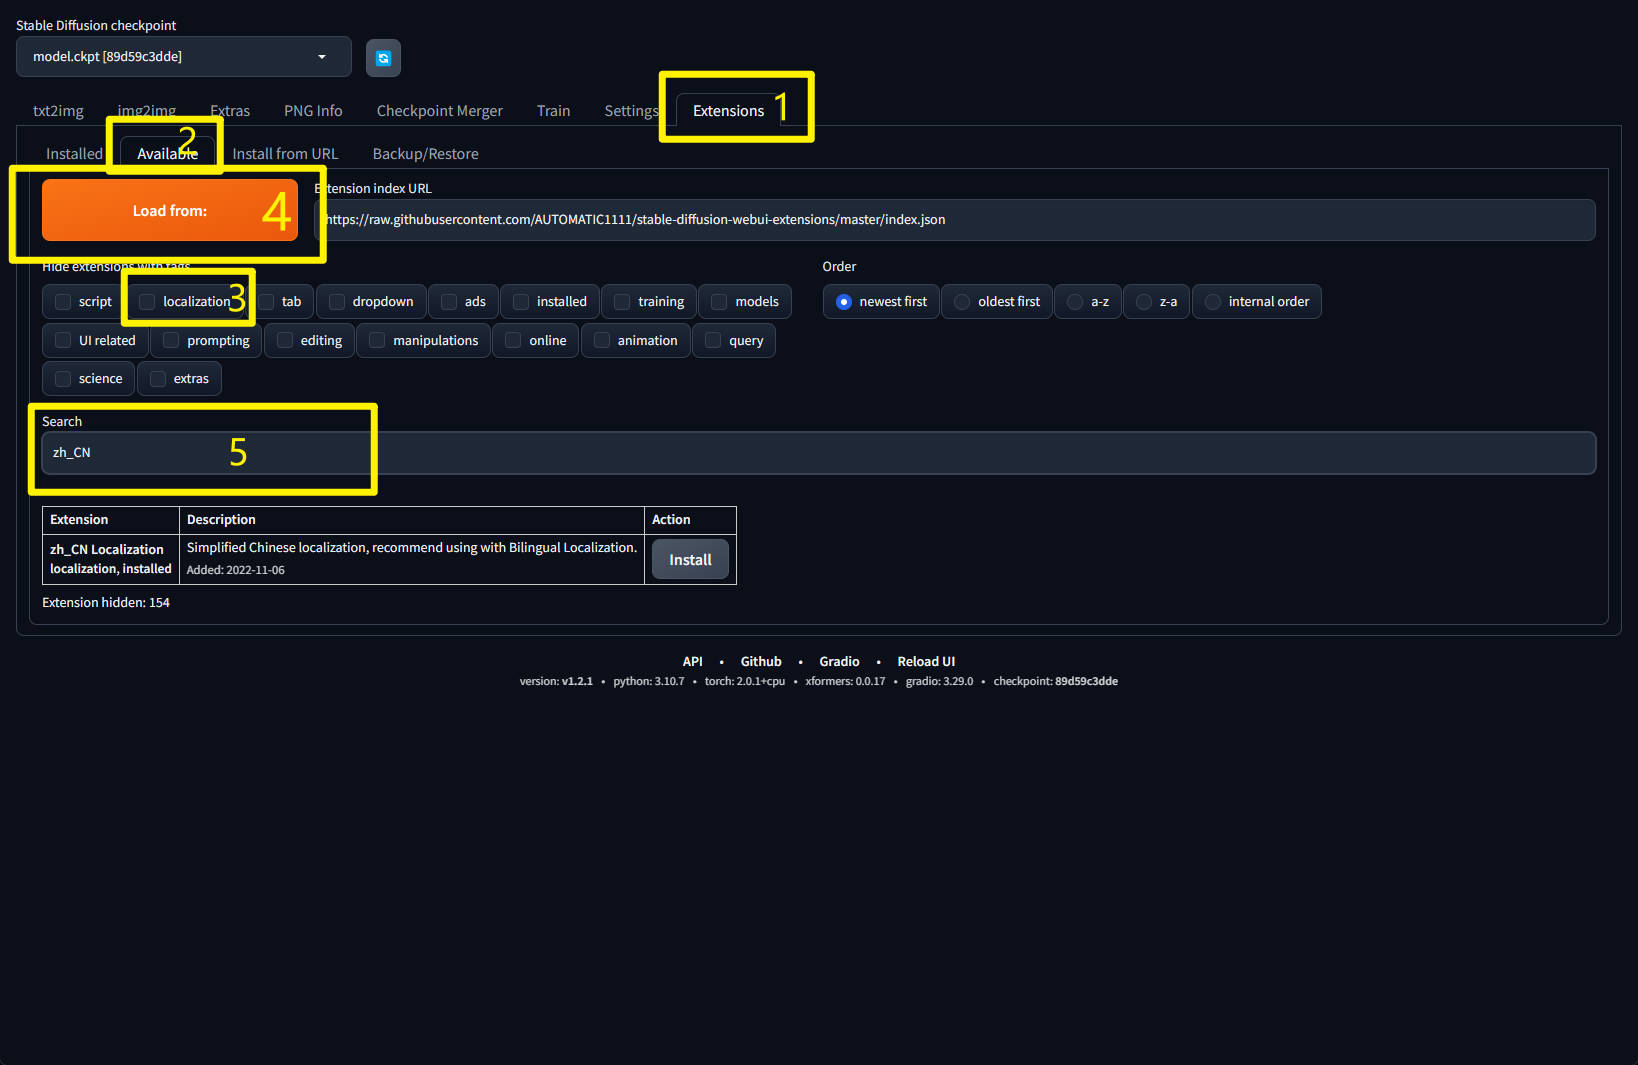 Stable Diffusion checkpoint
model.ckpt [89d59c3dde]
txt2img img2img Extras PNG Info Checkpoint Merger Train Settings Extensions 1
Installed Available 2 Install from URL Backup/Restore
Load from: 4
Extension index URL
https://raw.githubusercontent.com/AUTOMATIC1111/stable-diffusion-webui-extensions/master/index.json
Hide extensions with tags
script localization 3 tab dropdown ads installed training models
UI related prompting editing manipulations online animation query
science extras
Order
newest first oldest first a-z z-a internal order
Search
zh_CN 5
Extension Description Action
zh_CN Localization
localization, installed
Simplified Chinese localization, recommend using with Bilingual Localization.
Added: 2022-11-06
Install
Extension hidden: 154
API • Github • Gradio • Reload UI
version: v1.2.1 • python: 3.10.7 • torch: 2.0.1+cpu • xformers: 0.0.17 • gradio: 3.29.0 • checkpoint: 89d59c3dde